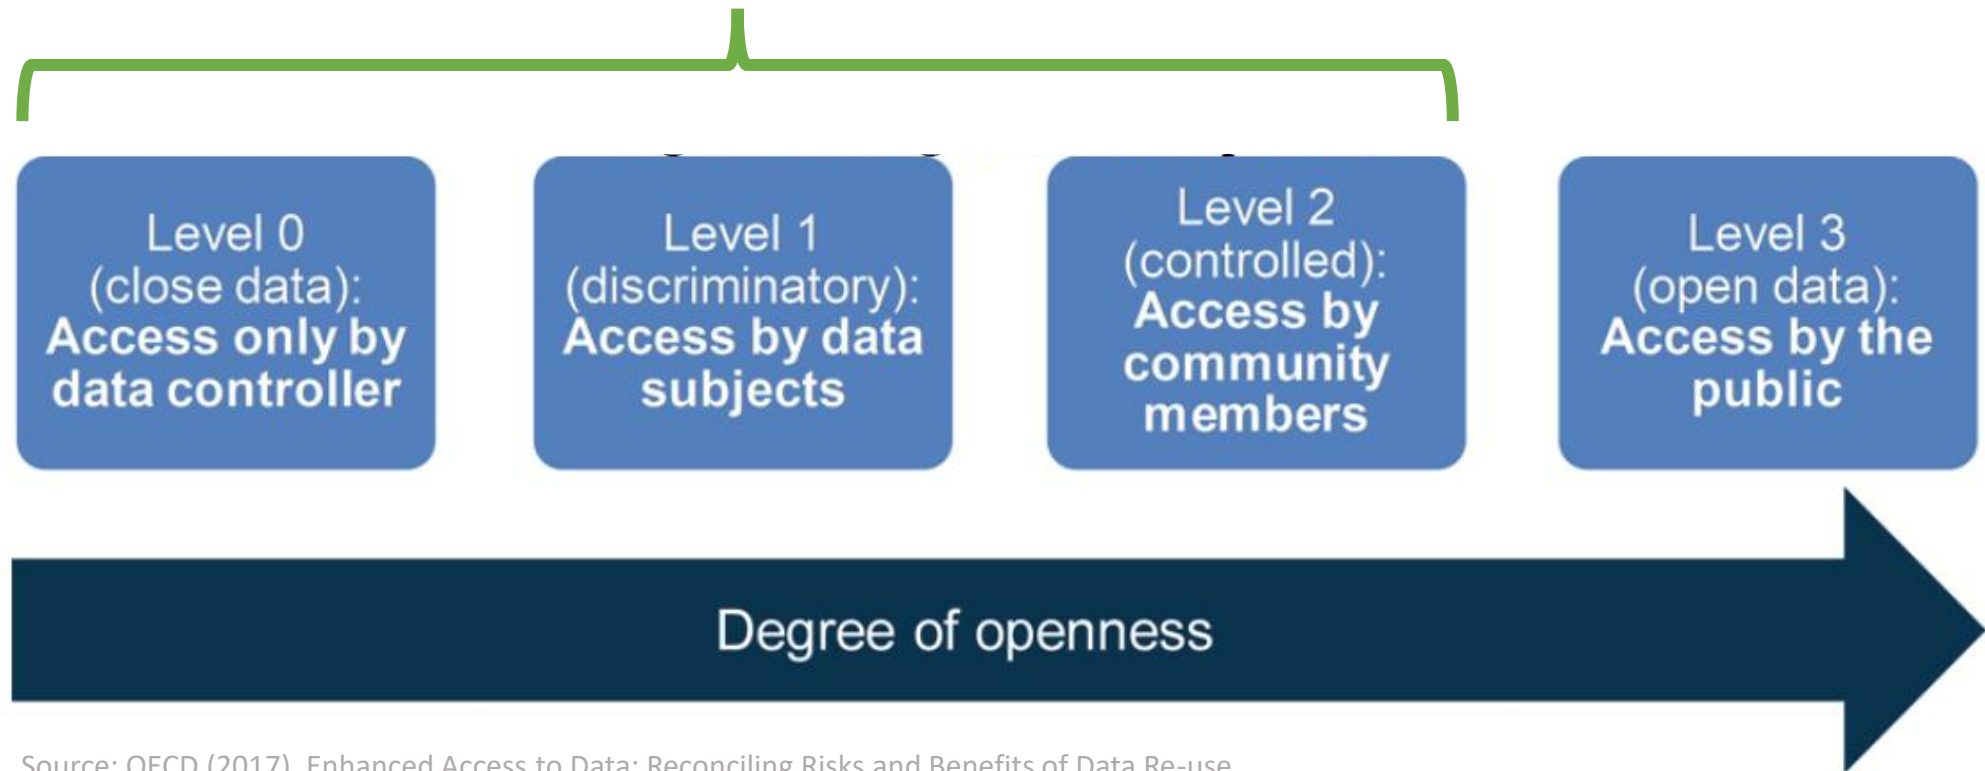 Level 0
(close data):
Access only by
data controller
Level 1
(discriminatory):
Access by data
subjects
Level 2
(controlled):
Access by
community
members
Level 3
(open data):
Access by the
public
Degree of openness
Source: OECD (2017), Enhanced Access to Data: Reconciling Risks and Benefits of Data Re-use